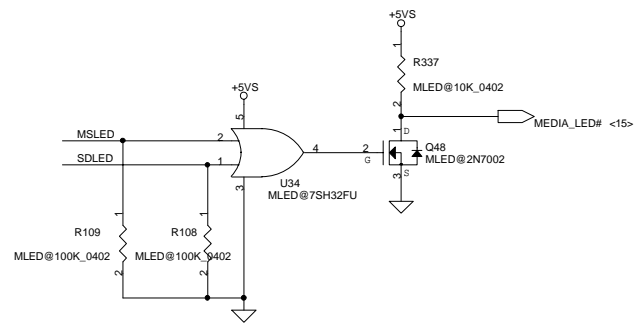 +5VS
1
R337
MLED@10K_0402
2
+5VS
5
MEDIA_LED# <15>
MSLED
2
1
D
SDLED
1
4
2
G
Q48
MLED@2N7002
U34
MLED@7SH32FU
3
3
S
1
1
R109
R108
MLED@100K_0402
MLED@100K_0402
2
2